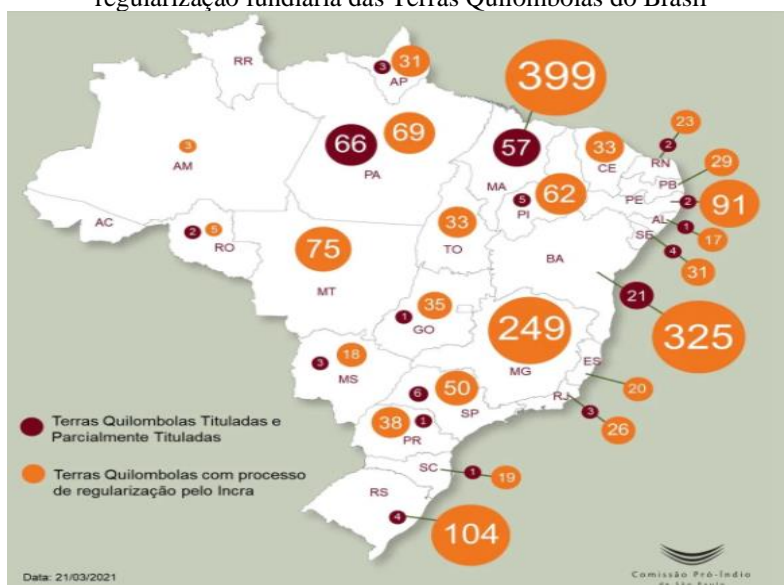 regularização fundiária das Terras Quilombolas do Brasil
RR
3
31
AP
399
AM
3
66
69
PA
57
MA
33
CE
23
2
RN
29
PB
5
62
PI
PE
2
91
AL
1
17
SE
4
31
AC
2
5
RO
75
MT
33
TO
BA
21
325
35
1
GO
249
MG
ES
20
3
18
MS
6
50
SP
RJ
3
26
38
1
PR
SC
1
19
RS
4
104
Terras Quilombolas Tituladas e
Parcialmente Tituladas
Terras Quilombolas com processo
de regularização pelo Incra
Data: 21/03/2021
Comissão Pró-Índio
de São Paulo